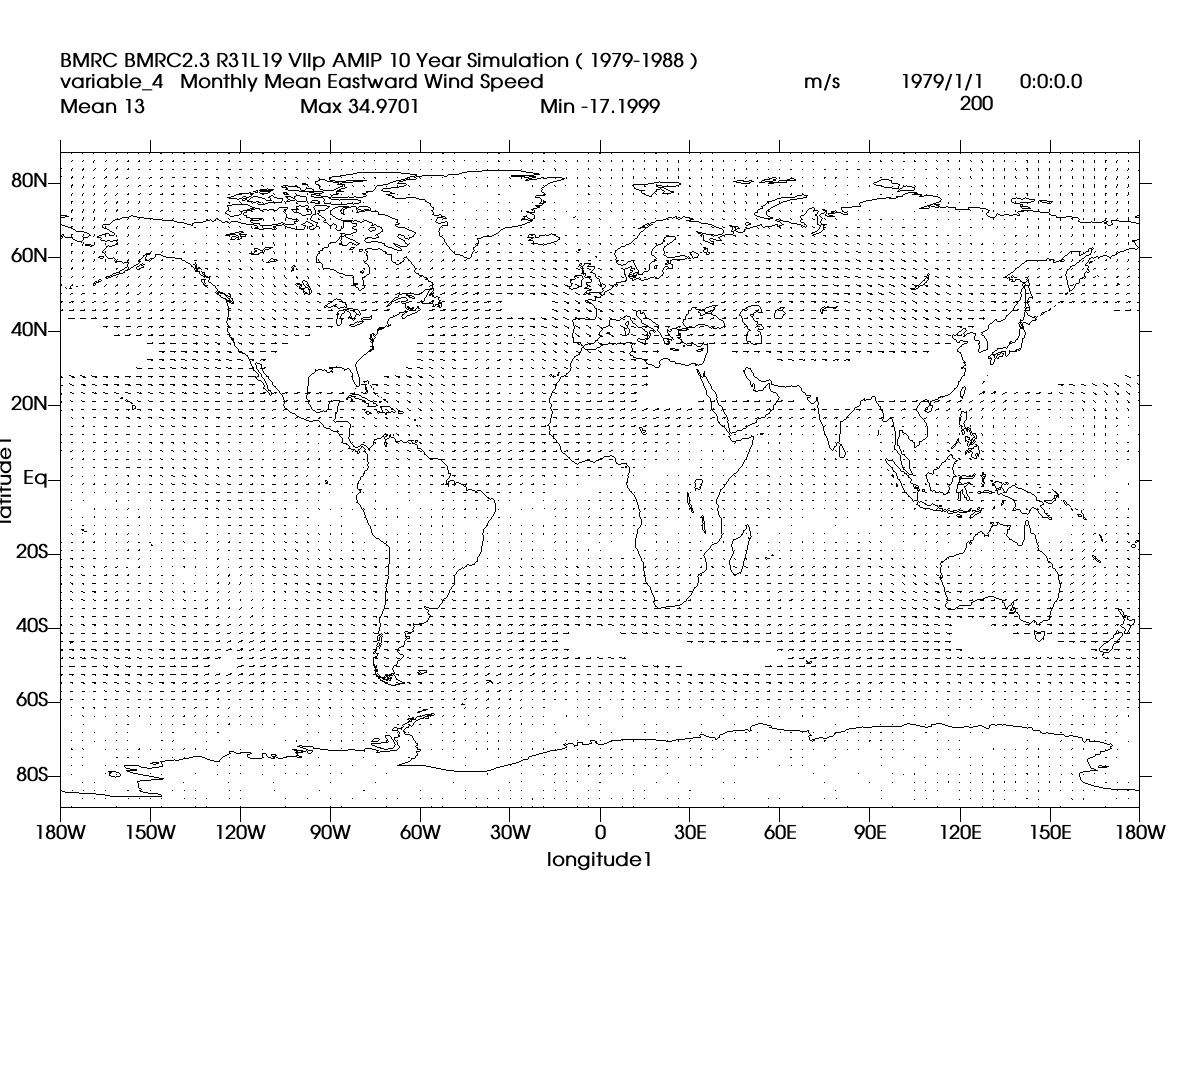 BMRC BMRC2.3 R31L19 VIIp AMIP 10 Year Simulation ( 1979-1988 )
variable_4 Monthly Mean Eastward Wind Speed m/s 1979/1/1 0:0:0.0
Mean 13 Max 34.9701 Min -17.1999 200
80N
60N
40N
20N
Eq
20S
40S
60S
80S
latitude1
180W 150W 120W 90W 60W 30W 0 30E 60E 90E 120E 150E 180W
longitude1